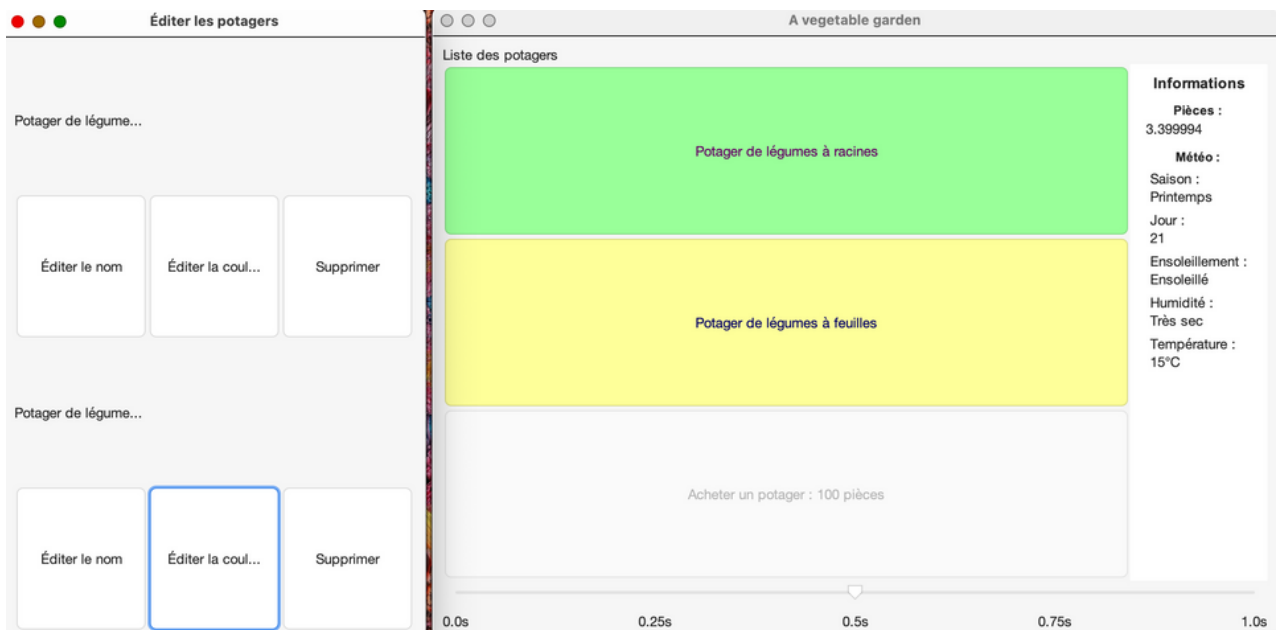 Éditer les potagers
Potager de légume...
Éditer le nom
Éditer la coul...
Supprimer
Potager de légume...
Éditer le nom
Éditer la coul...
Supprimer
A vegetable garden
Liste des potagers
Potager de légumes à racines
Potager de légumes à feuilles
Acheter un potager : 100 pièces
Informations
Pièces :
3.399994
Météo :
Saison :
Printemps
Jour :
21
Ensoleillement :
Ensoleillé
Humidité :
Très sec
Température :
15°C
0.0s
0.25s
0.5s
0.75s
1.0s